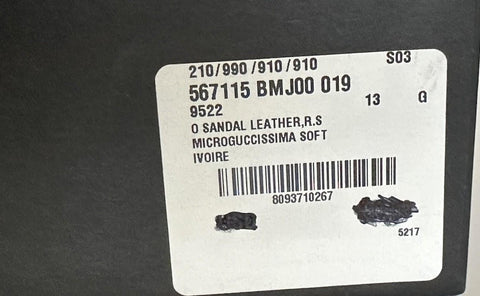 210/990/910/910 S03
567115 BMJ00 019
9522 13 G
O SANDAL LEATHER,R.S
MICROGUCCISSIMA SOFT
IVOIRE
8093710267
5217